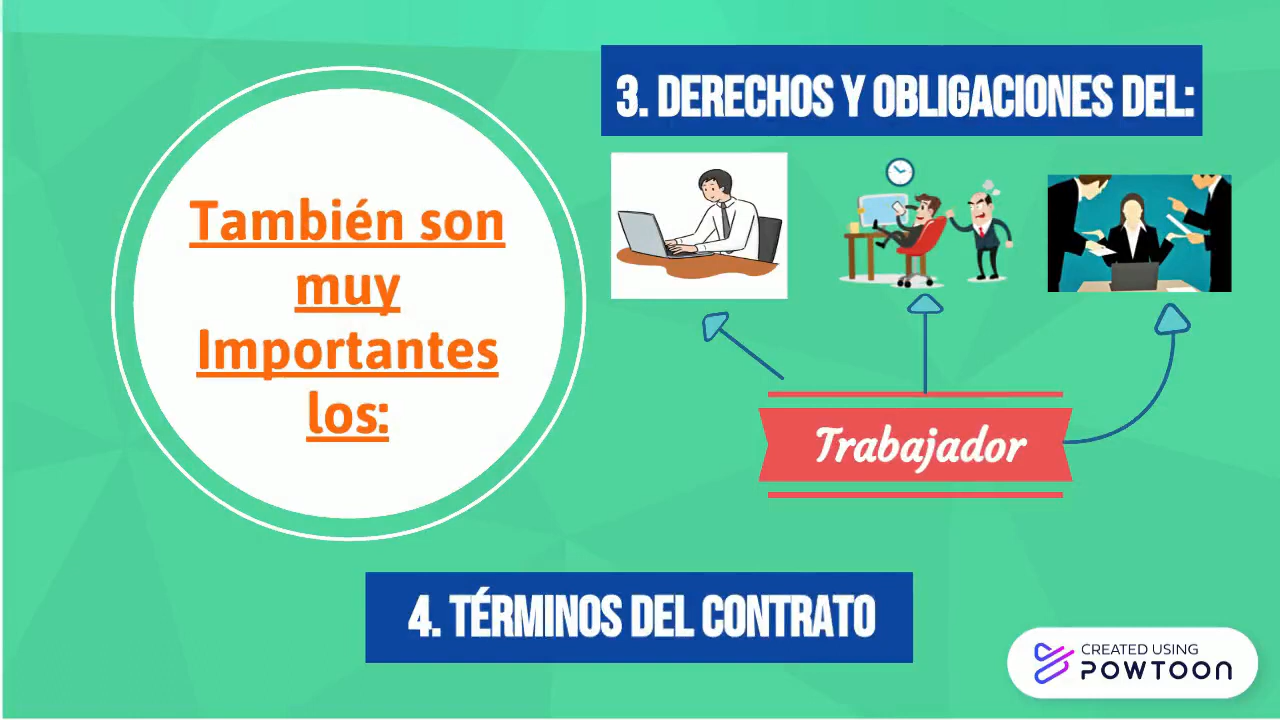 También son
muy
Importantes
los:
3. DERECHOS Y OBLIGACIONES DEL:
Trabajador
4. TÉRMINOS DEL CONTRATO
CREATED USING
POWTOON